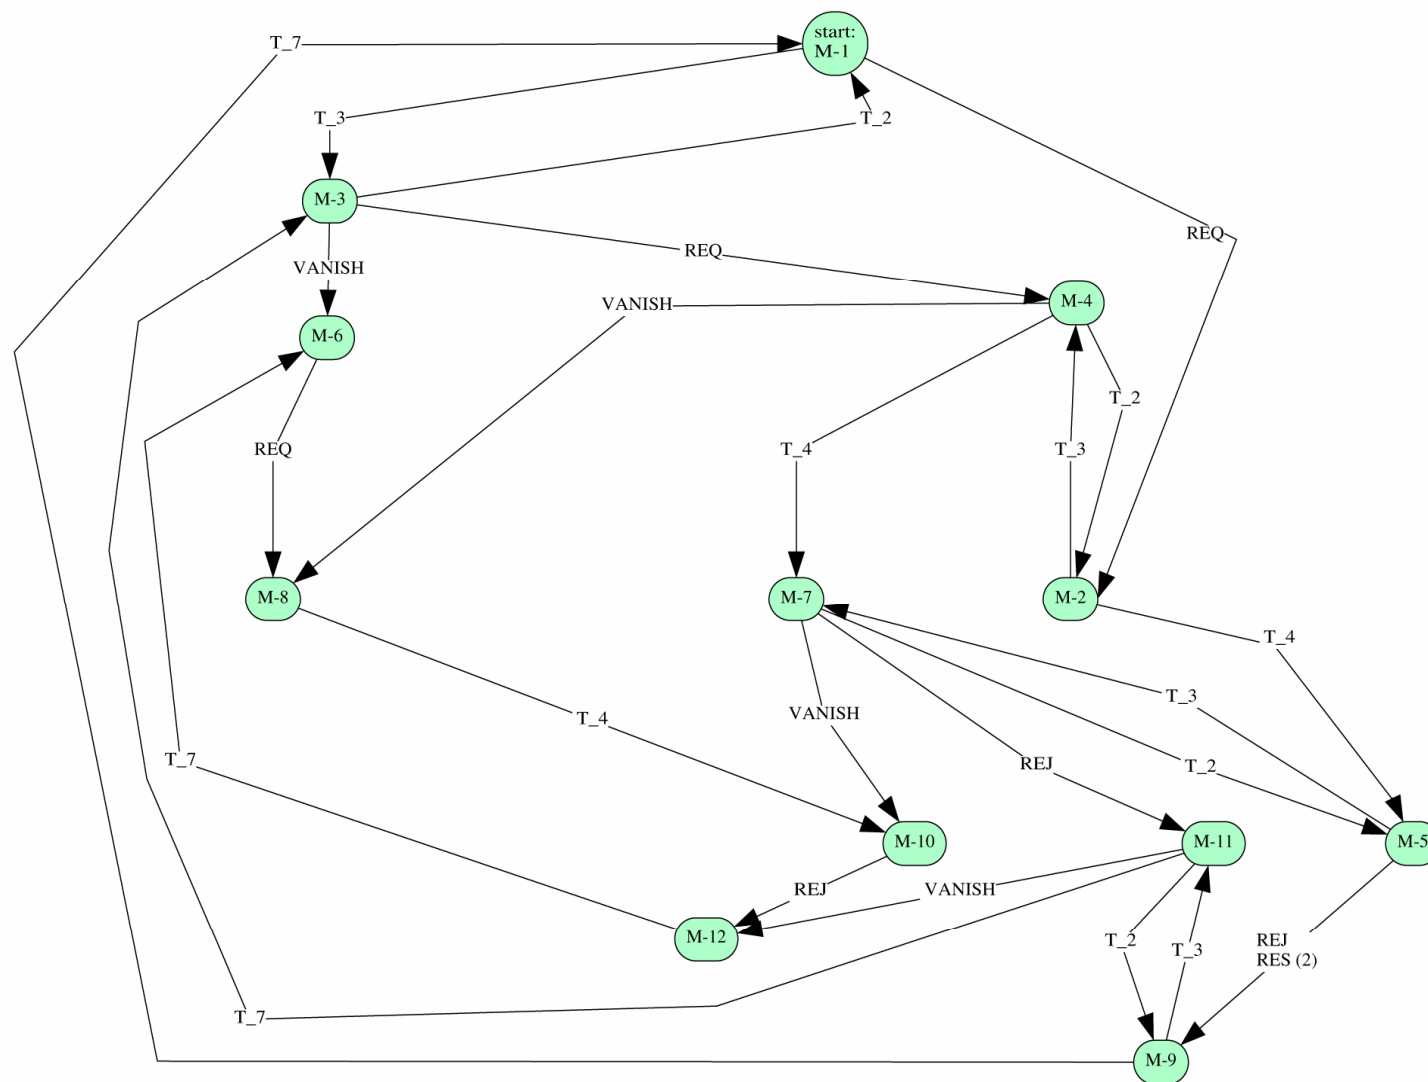 start:
M-1
T_7
T_3
T_2
M-3
REQ
REQ
VANISH
M-4
VANISH
M-6
T_2
REQ
T_4
T_3
M-8
M-7
M-2
T_4
T_3
VANISH
T_4
T_7
REJ
T_2
M-10
M-11
M-5
REJ
VANISH
M-12
T_2
T_3
REJ
RES (2)
T_7
M-9